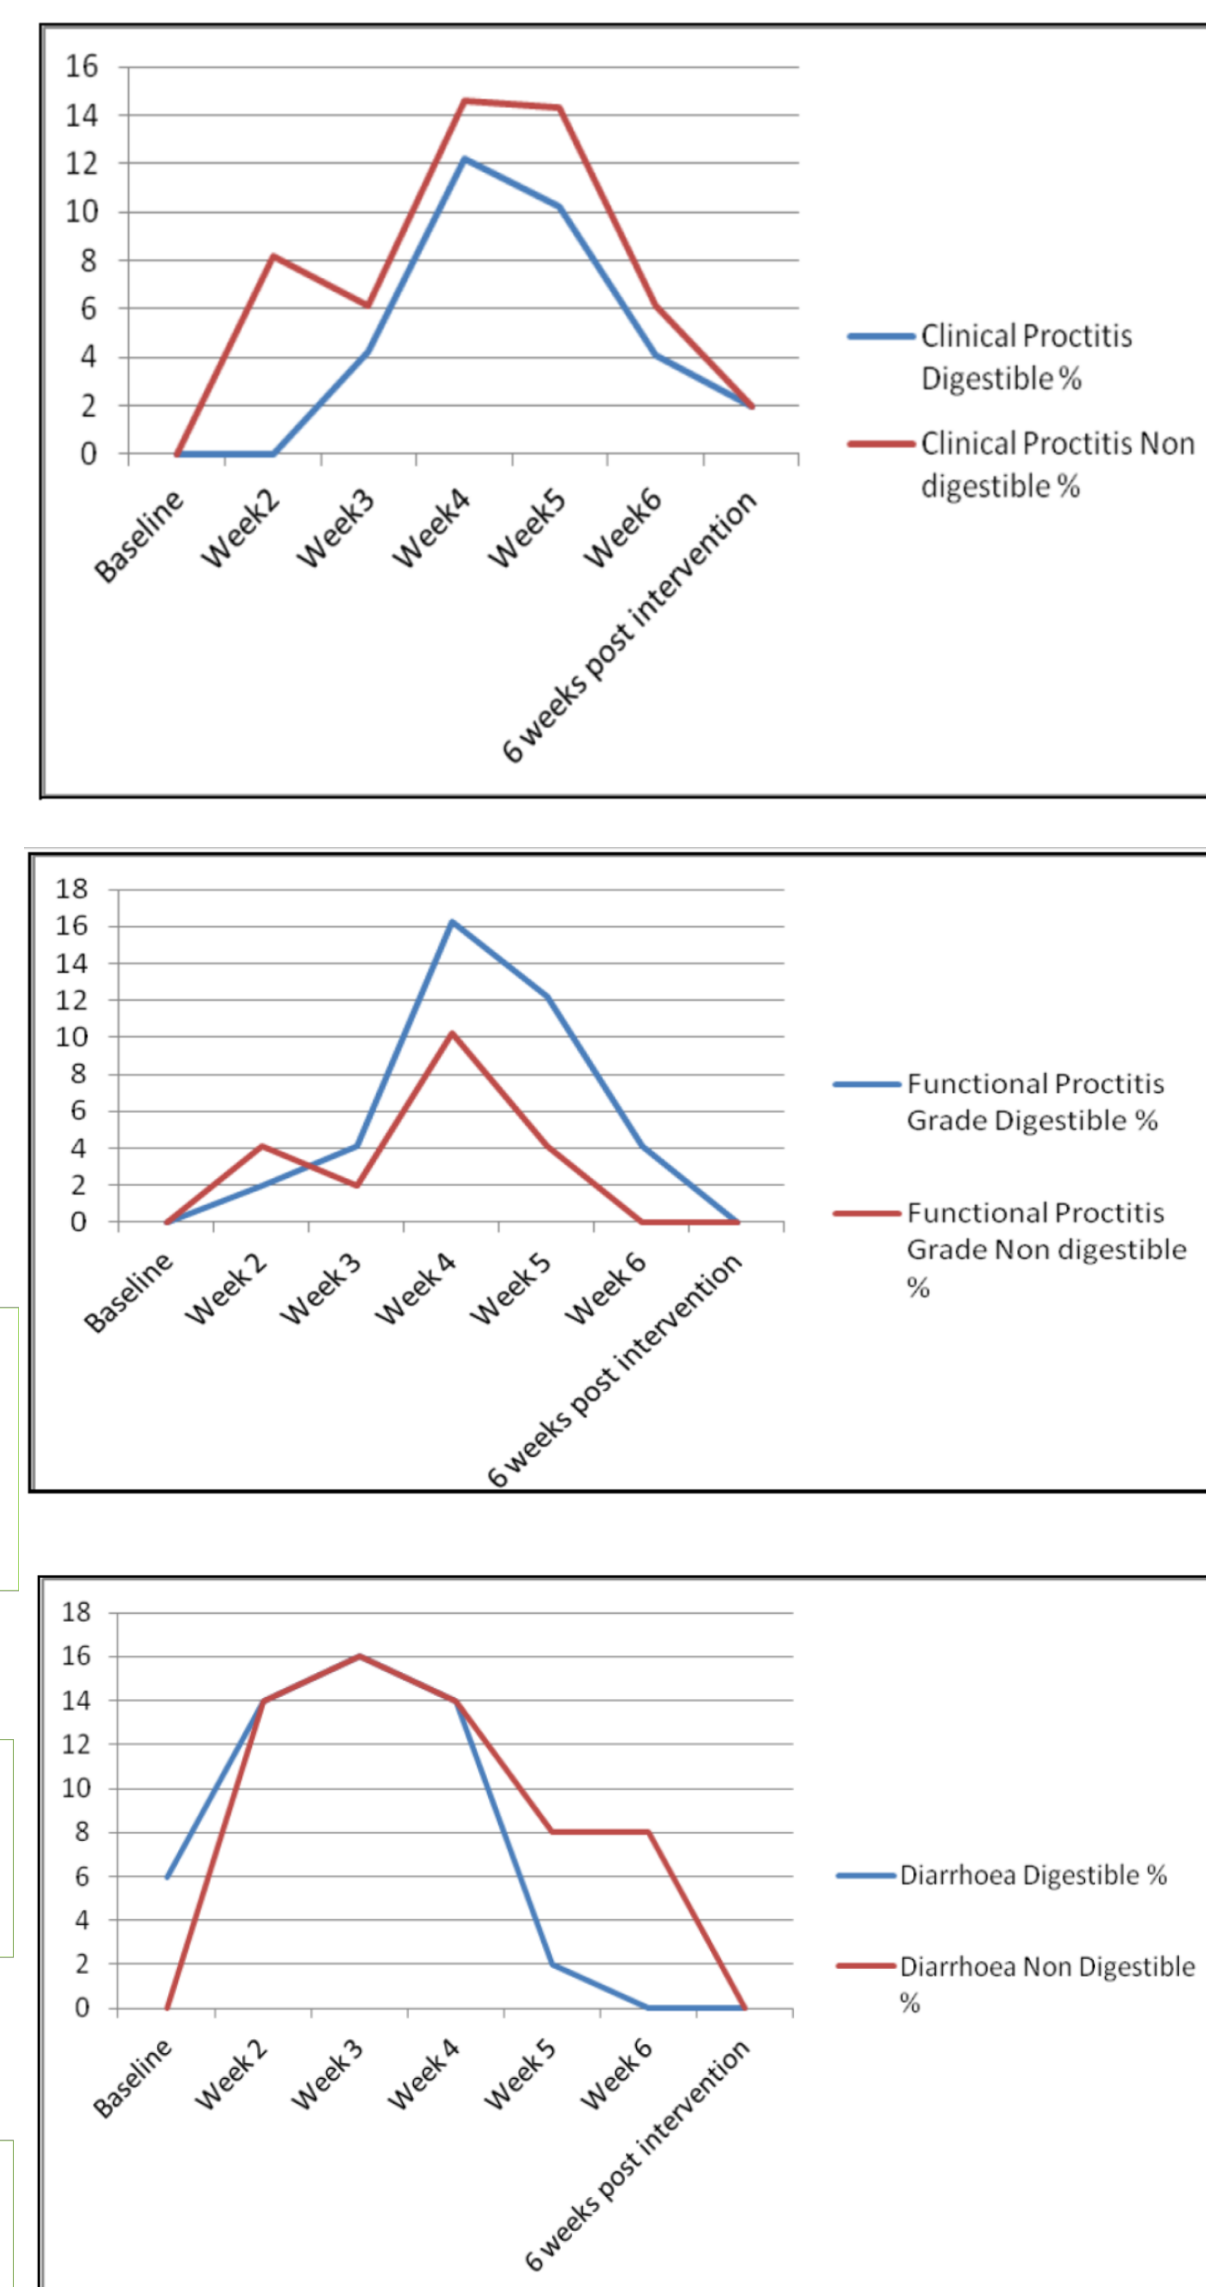 16
14
12
10
8
6
4
2
0
Baseline
Week2
Week3
Week4
Week5
Week6
6 weeks post intervention
Clinical Proctitis
Digestible %
Clinical Proctitis Non
digestible %
18
16
14
12
10
8
6
4
2
0
Baseline
Week 2
Week 3
Week 4
Week 5
Week 6
6 weeks post intervention
Functional Proctitis
Grade Digestible %
Functional Proctitis
Grade Non digestible
%
18
16
14
12
10
8
6
4
2
0
Baseline
Week 2
Week 3
Week 4
Week 5
Week 6
6 weeks post intervention
Diarrhoea Digestible %
Diarrhoea Non Digestible
%